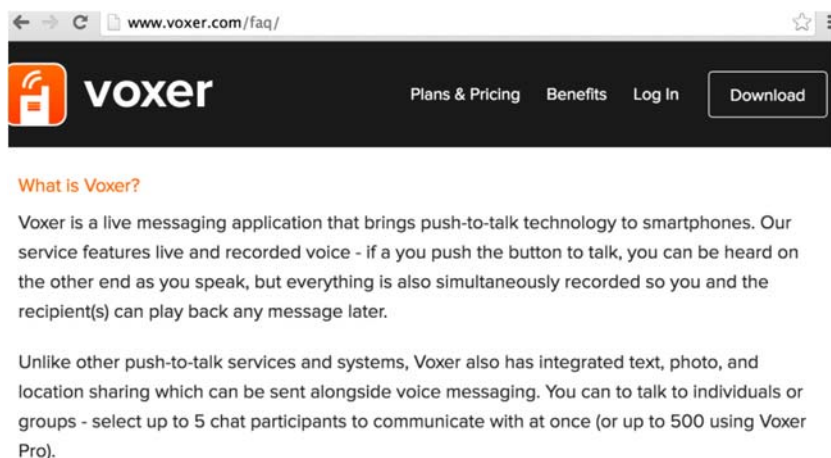 www.voxer.com/faq/
voxer Plans & Pricing Benefits Log In Download
What is Voxer?
Voxer is a live messaging application that brings push-to-talk technology to smartphones. Our
service features live and recorded voice - if a you push the button to talk, you can be heard on
the other end as you speak, but everything is also simultaneously recorded so you and the
recipient(s) can play back any message later.
Unlike other push-to-talk services and systems, Voxer also has integrated text, photo, and
location sharing which can be sent alongside voice messaging. You can to talk to individuals or
groups - select up to 5 chat participants to communicate with at once (or up to 500 using Voxer
Pro).